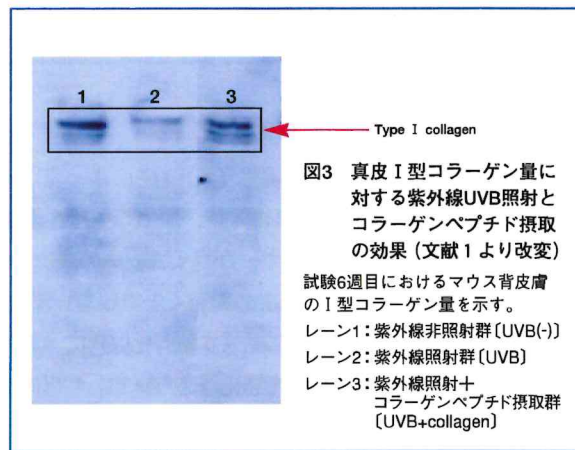 1 2 3
Type I collagen
図3 真皮Ⅰ型コラーゲン量に
対する紫外線UVB照射と
コラーゲンペプチド摂取
の効果(文献1より改変)
試験6週目におけるマウス背皮膚
のⅠ型コラーゲン量を示す。
レーン1:紫外線非照射群〔UVB(-)〕
レーン2:紫外線照射群〔UVB〕
レーン3:紫外線照射+
コラーゲンペプチド摂取群
〔UVB+collagen〕